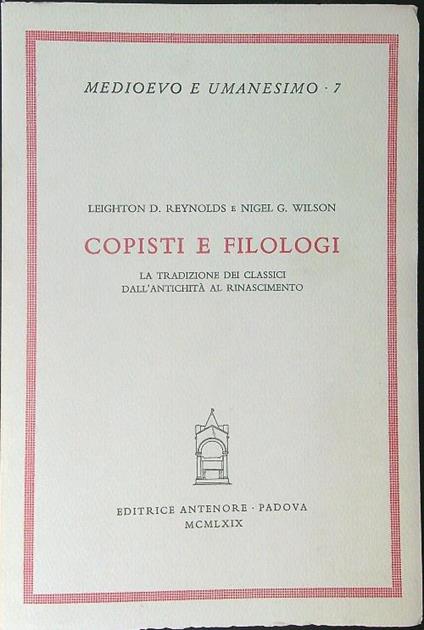 MEDIOEVO E UMANESIMO · 7
LEIGHTON D. REYNOLDS E NIGEL G. WILSON
COPISTI E FILOLOGI
LA TRADIZIONE DEI CLASSICI
DALL'ANTICHITÀ AL RINASCIMENTO
EDITRICE ANTENORE · PADOVA
MCMLXIX